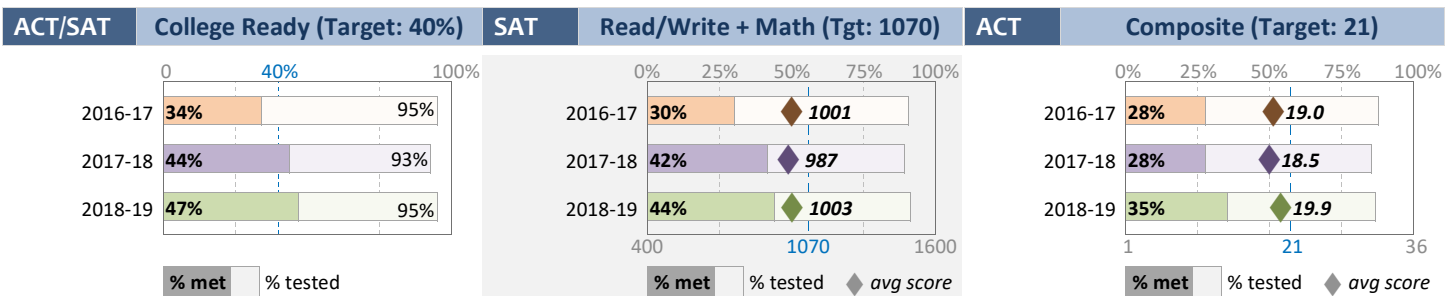 ACT/SAT College Ready (Target: 40%)
0 40% 100%
2016-17 34% 95%
2017-18 44% 93%
2018-19 47% 95%
% met % tested
SAT Read/Write + Math (Tgt: 1070)
0% 25% 50% 75% 100%
2016-17 30% 1001
2017-18 42% 987
2018-19 44% 1003
400 1070 1600
% met % tested avg score
ACT Composite (Target: 21)
0% 25% 50% 75% 100%
2016-17 28% 19.0
2017-18 28% 18.5
2018-19 35% 19.9
1 21 36
% met % tested avg score